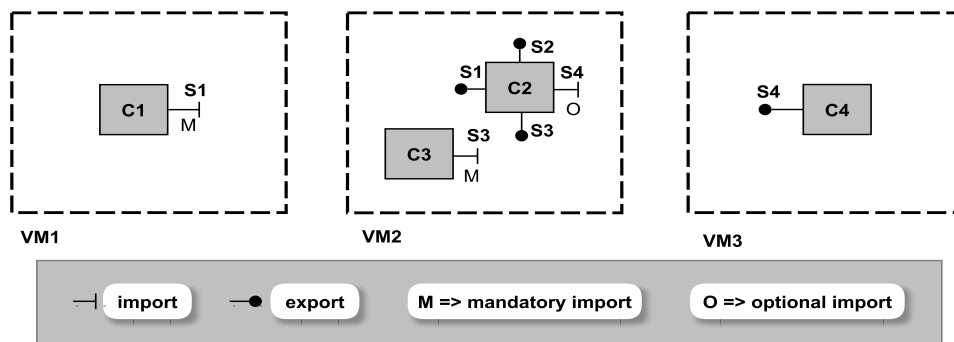 S2
S1
S1
S4
C1
C2
S4
C4
M
O
S3
S3
C3
M
VM1
VM2
VM3
import
export
M => mandatory import
O => optional import